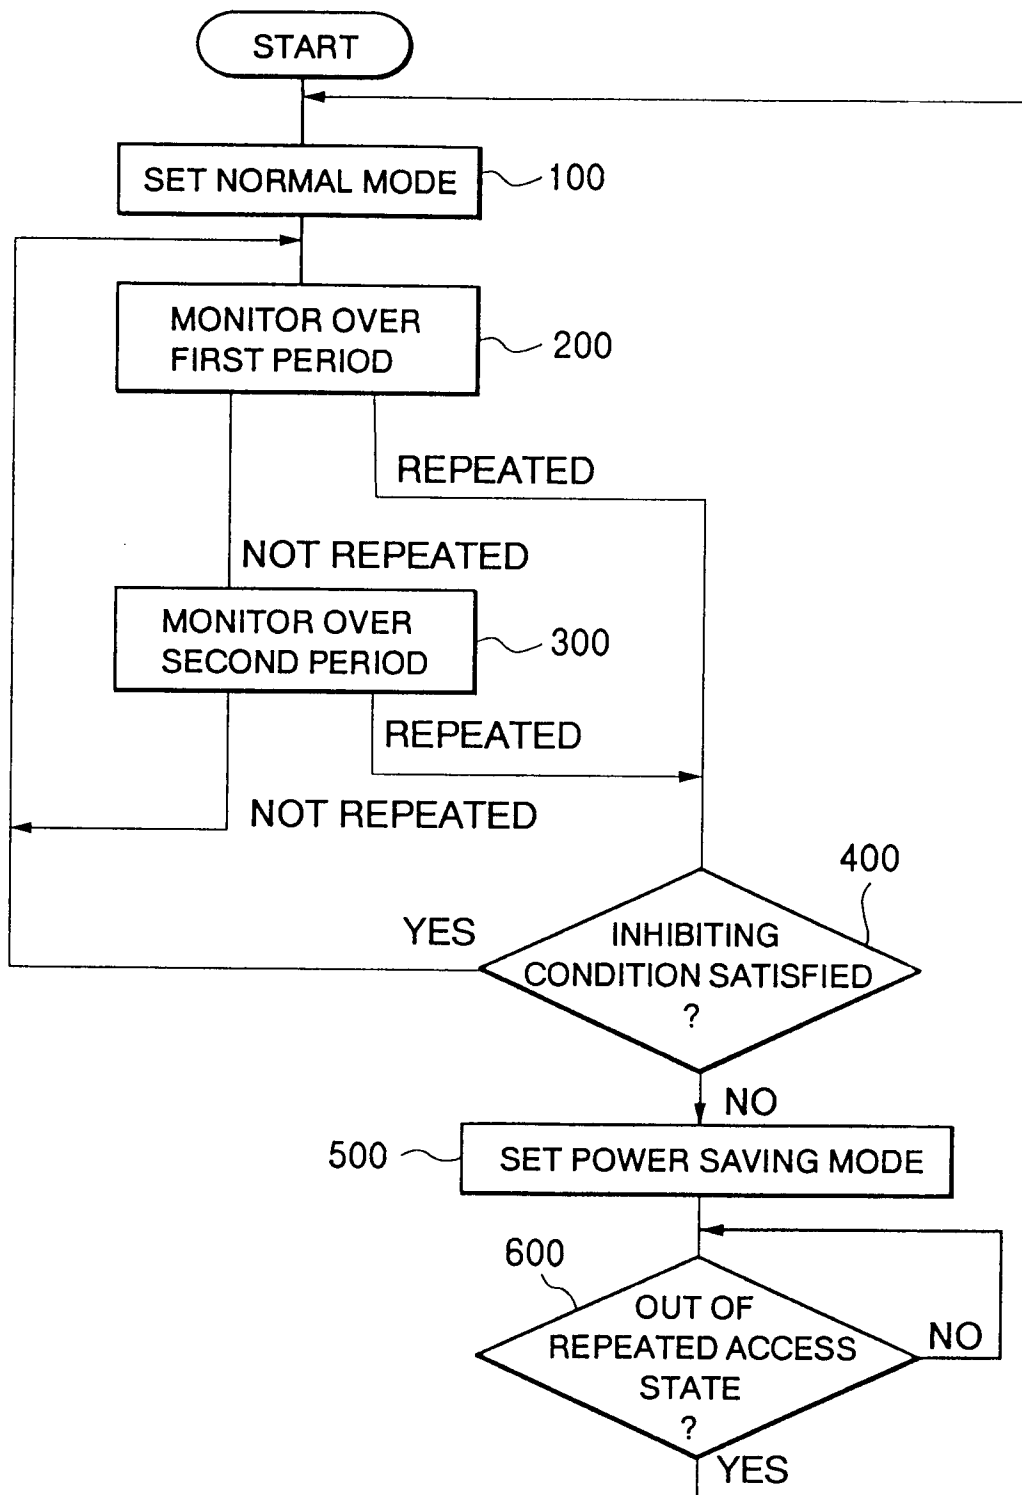 START
SET NORMAL MODE
100
MONITOR OVER
FIRST PERIOD
200
REPEATED
NOT REPEATED
MONITOR OVER
SECOND PERIOD
300
REPEATED
NOT REPEATED
400
YES
INHIBITING
CONDITION SATISFIED
?
NO
500
SET POWER SAVING MODE
600
OUT OF
REPEATED ACCESS
STATE
?
NO
YES